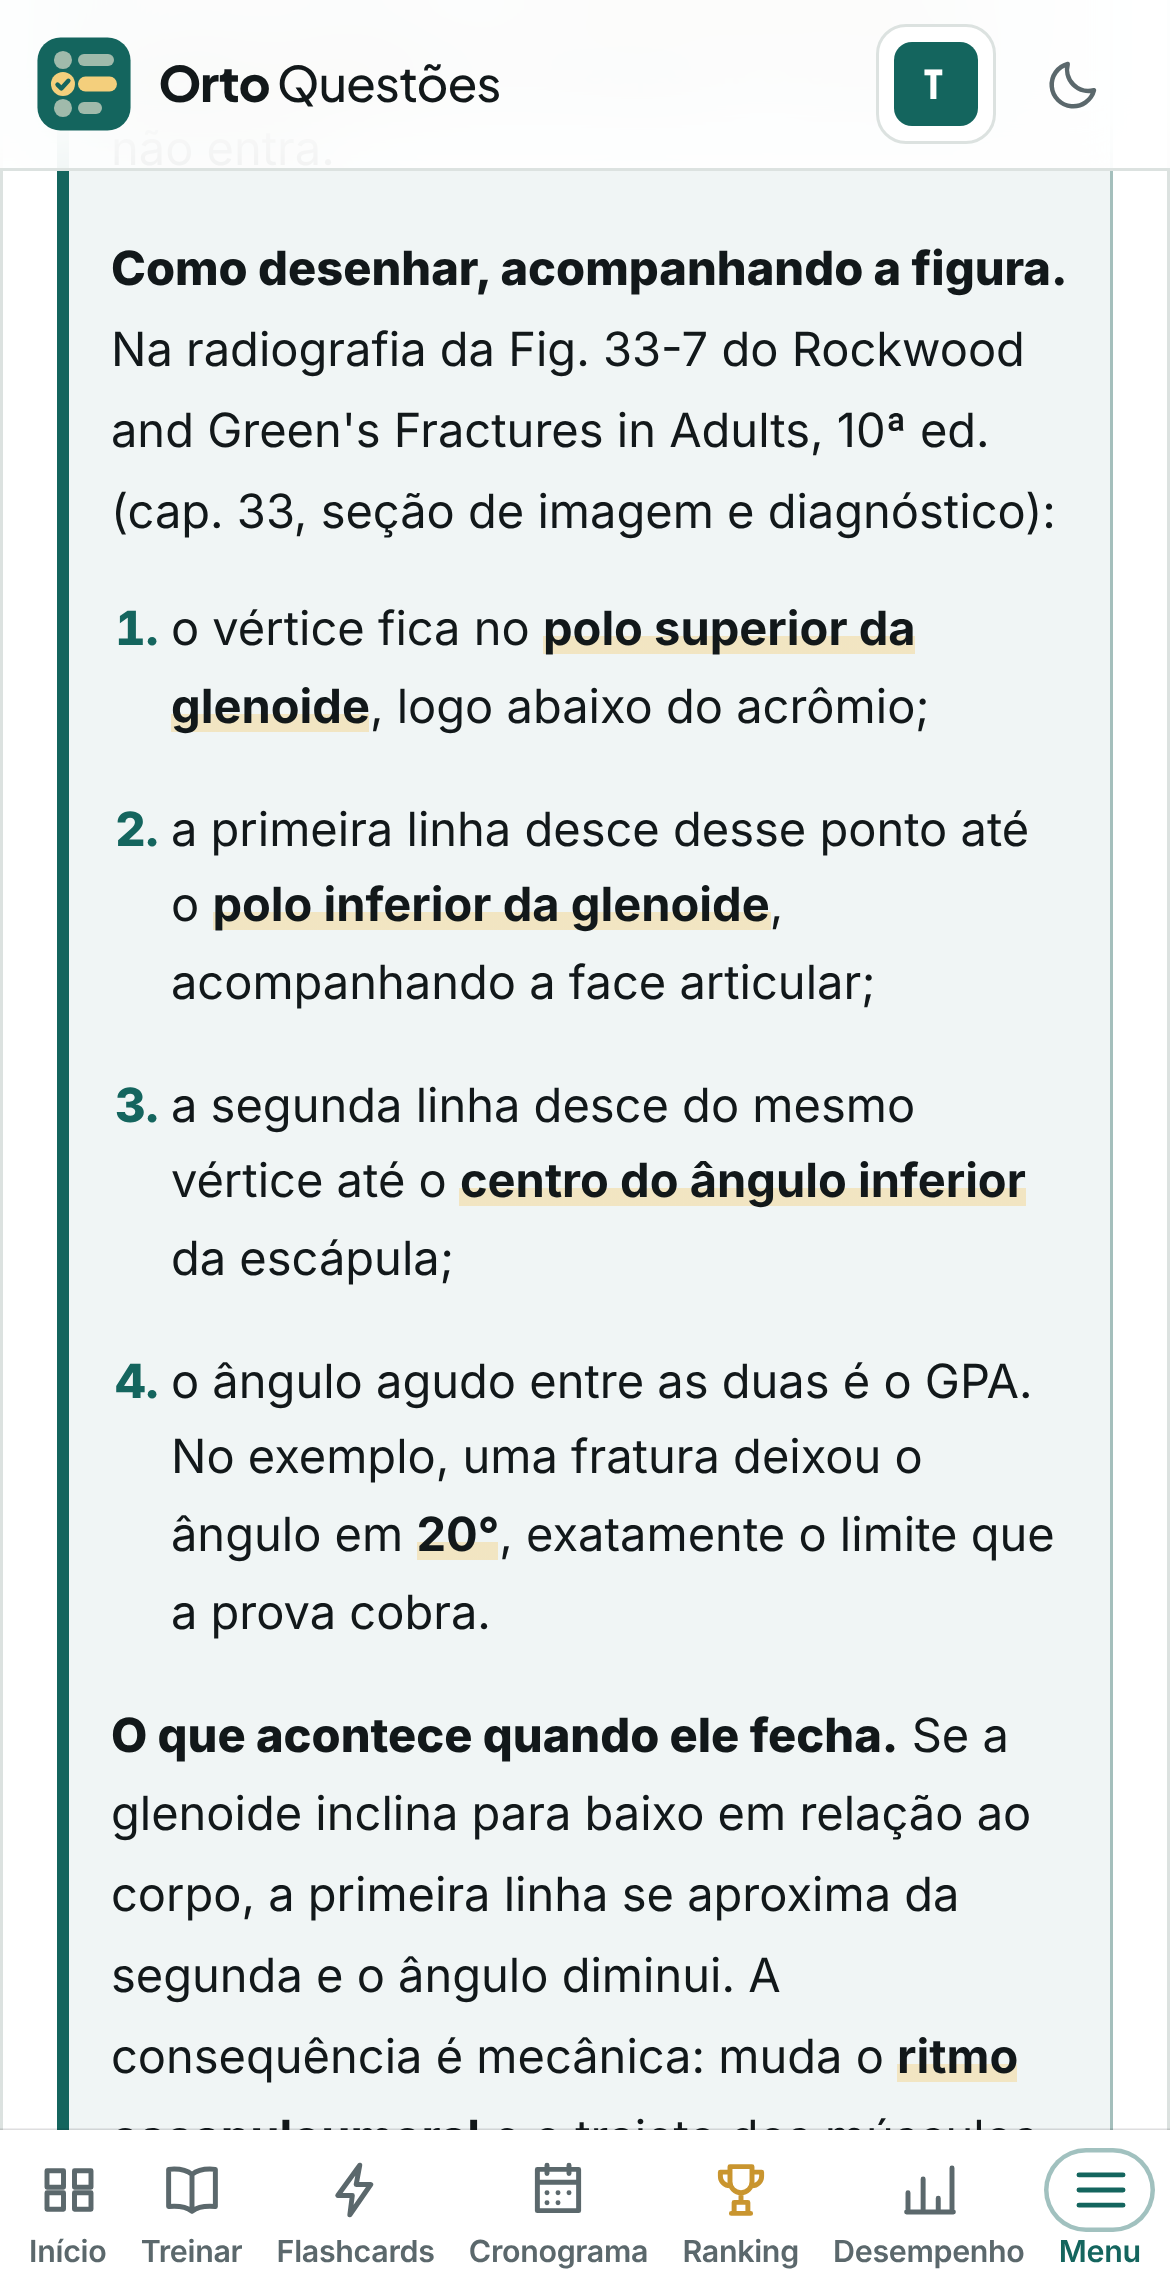 Orto Questões
T
não entra.
Como desenhar, acompanhando a figura.
Na radiografia da Fig. 33-7 do Rockwood
and Green's Fractures in Adults, 10ª ed.
(cap. 33, seção de imagem e diagnóstico):
1. o vértice fica no polo superior da
glenoide, logo abaixo do acrômio;
2. a primeira linha desce desse ponto até
o polo inferior da glenoide,
acompanhando a face articular;
3. a segunda linha desce do mesmo
vértice até o centro do ângulo inferior
da escápula;
4. o ângulo agudo entre as duas é o GPA.
No exemplo, uma fratura deixou o
ângulo em 20°, exatamente o limite que
a prova cobra.
O que acontece quando ele fecha. Se a
glenoide inclina para baixo em relação ao
corpo, a primeira linha se aproxima da
segunda e o ângulo diminui. A
consequência é mecânica: muda o ritmo
Início
Treinar
Flashcards
Cronograma
Ranking
Desempenho
Menu